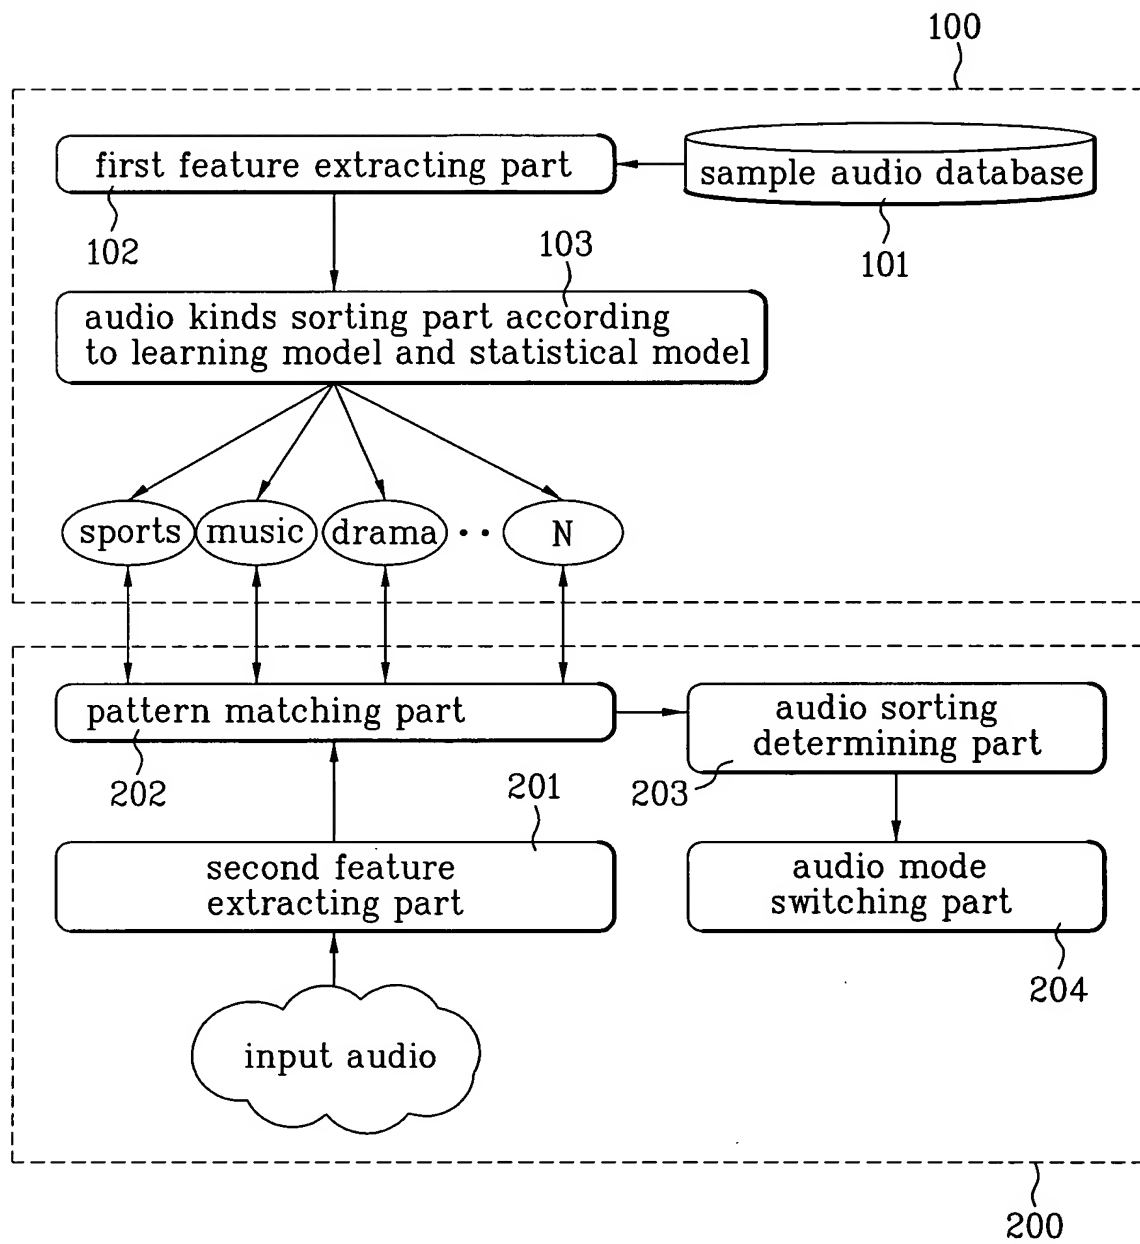 100
first feature extracting part
sample audio database
102
103
101
audio kinds sorting part according
to learning model and statistical model
sports
music
drama
··
N
pattern matching part
audio sorting
determining part
202
201
203
second feature
extracting part
audio mode
switching part
204
input audio
200